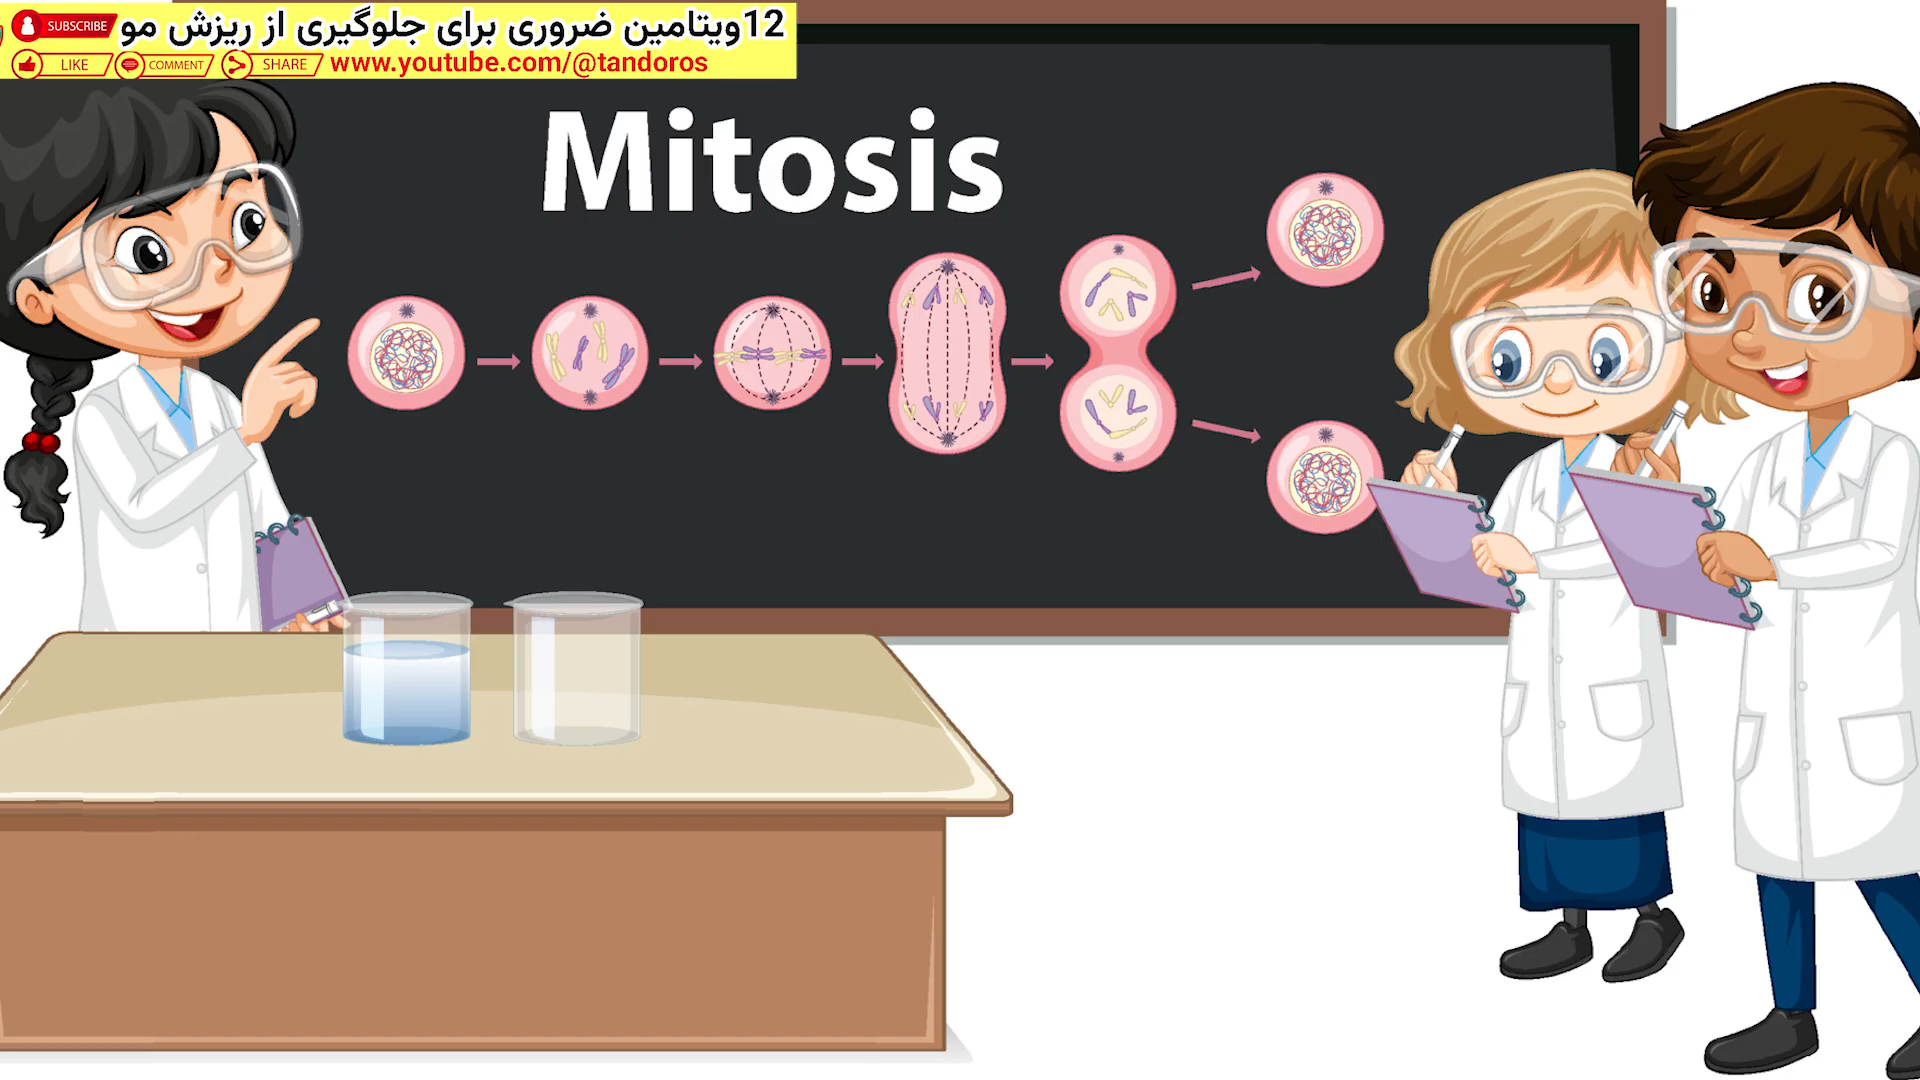 12ویتامین ضروری برای جلوگیری از ریزش مو
SUBSCRIBE
LIKE
COMMENT
SHARE
www.youtube.com/@tandoros
Mitosis